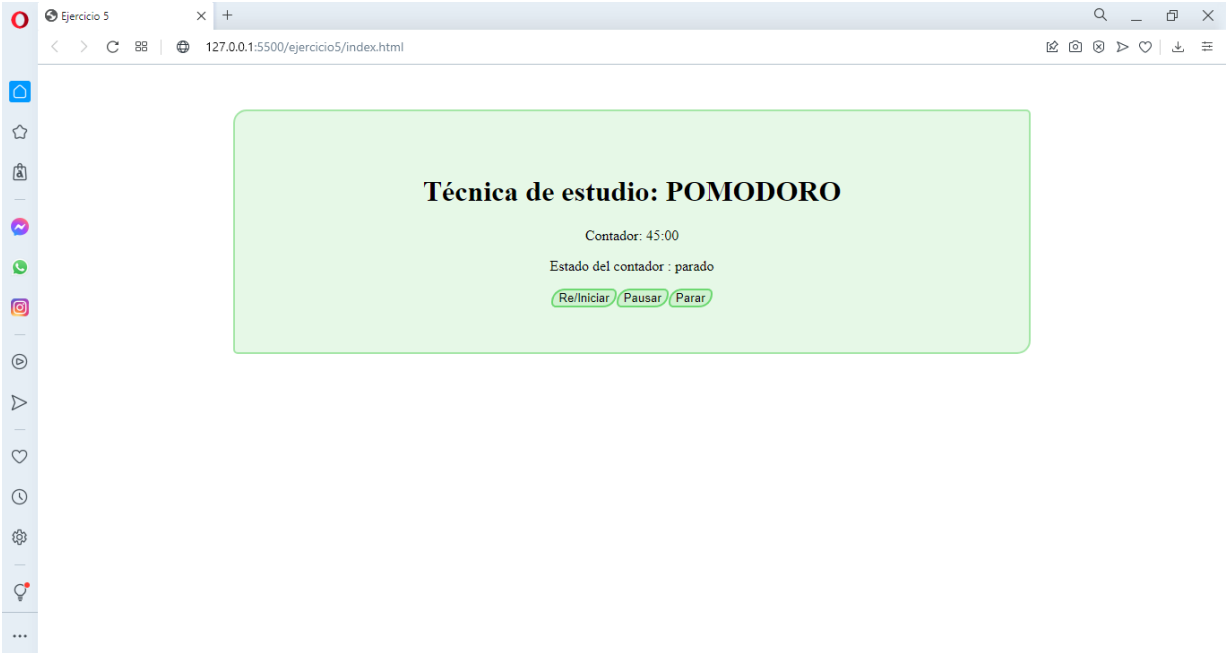 Ejercicio 5
127.0.0.1:5500/ejercicio5/index.html
Técnica de estudio: POMODORO
Contador: 45:00
Estado del contador : parado
Re/Iniciar Pausar Parar